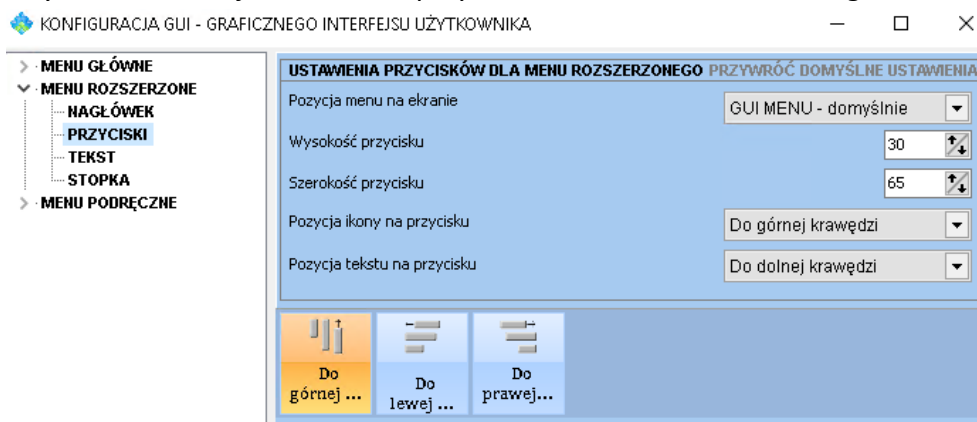 KONFIGURACJA GUI - GRAFICZNEGO INTERFEJSU UŻYTKOWNIKA
MENU GŁÓWNE
MENU ROZSZERZONE
NAGŁÓWEK
PRZYCISKI
TEKST
STOPKA
MENU PODRĘCZNE
USTAWIENIA PRZYCISKÓW DLA MENU ROZSZERZONEGO PRZYWRÓĆ DOMYŚLNE USTAWIENIA
Pozycja menu na ekranie GUI MENU - domyślnie
Wysokość przycisku 30
Szerokość przycisku 65
Pozycja ikony na przycisku Do górnej krawędzi
Pozycja tekstu na przycisku Do dolnej krawędzi
Do górnej ...
Do lewej ...
Do prawej...